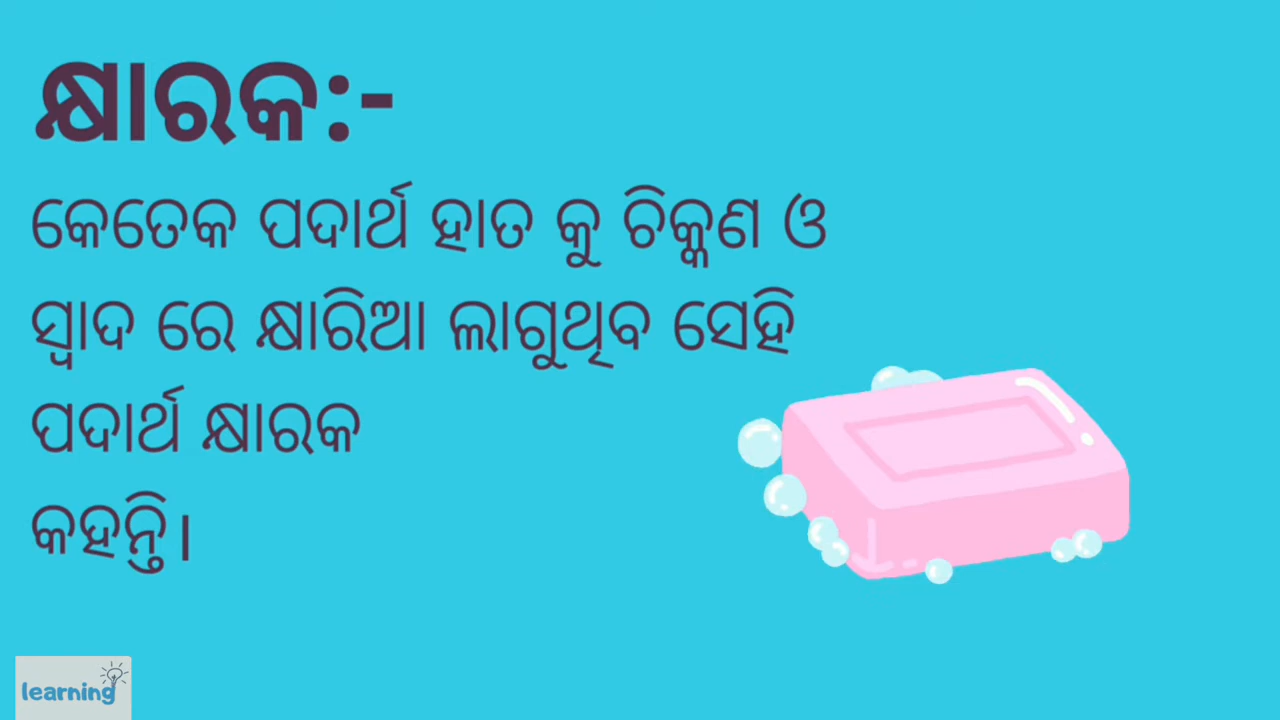 କ୍ଷାରକ:-
କେତେକ ପଦାର୍ଥ ହାତ କୁ ଚିକ୍କଣ ଓ
ସ୍ୱାଦ ରେ କ୍ଷାରିଆ ଲାଗୁଥିବ ସେହି
ପଦାର୍ଥ କ୍ଷାରକ
କହନ୍ତି।
learning